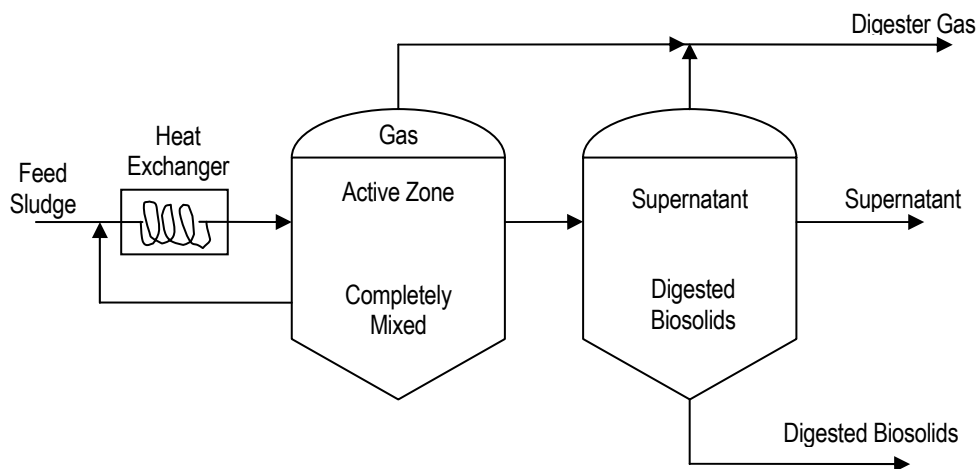 Digester Gas
Heat
Exchanger
Gas
Feed
Sludge
Active Zone
Supernatant
Supernatant
Completely
Mixed
Digested
Biosolids
Digested Biosolids